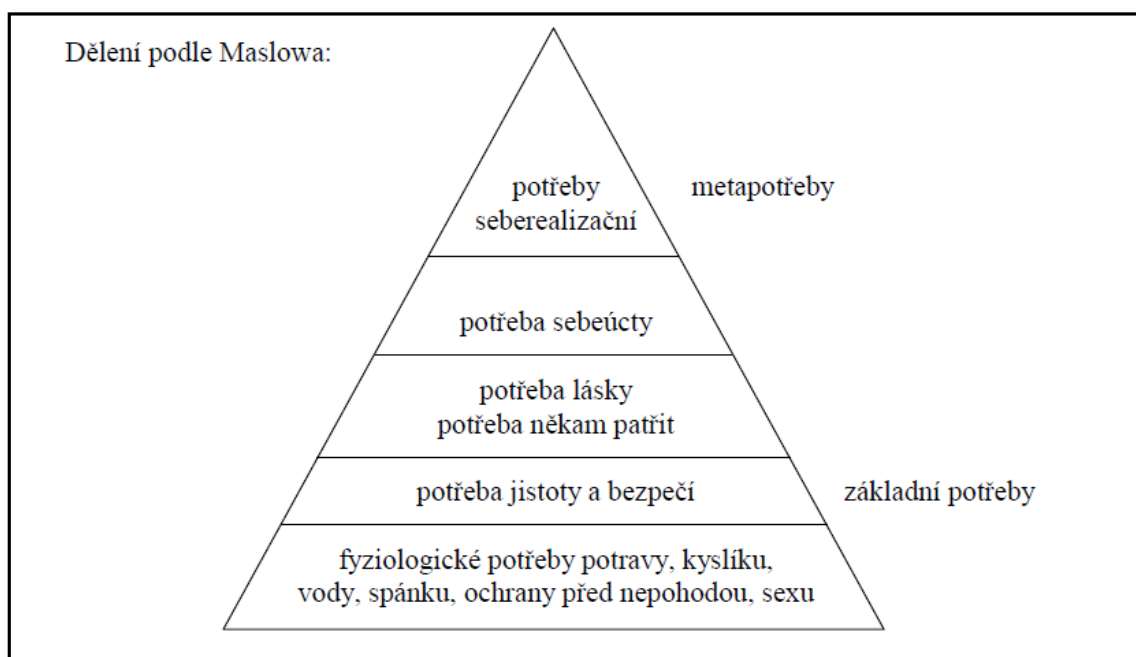 Dělení podle Maslowa:
potřeby
seberealizační
metapotřeby
potřeba sebeúcty
potřeba lásky
potřeba někam patřit
potřeba jistoty a bezpečí
základní potřeby
fyziologické potřeby potravy, kyslíku,
vody, spánku, ochrany před nepohodou, sexu